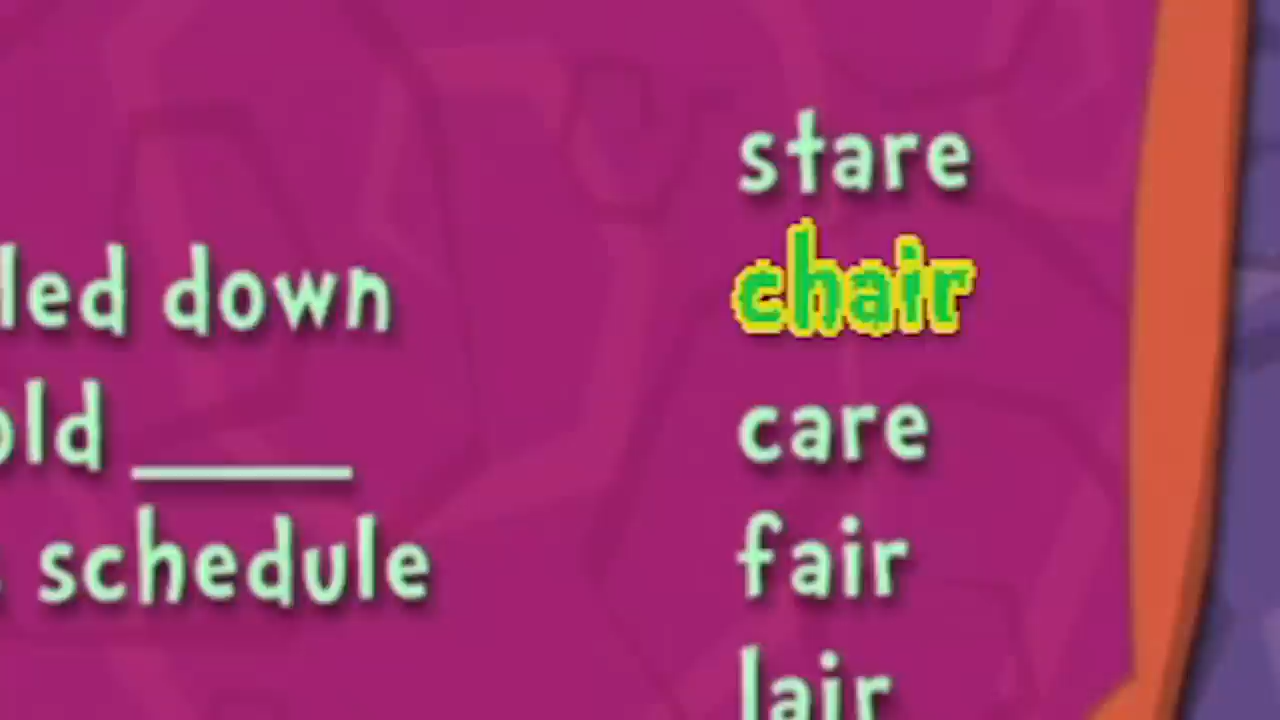 led down
old ______
schedule
stare
chair
care
fair
lair